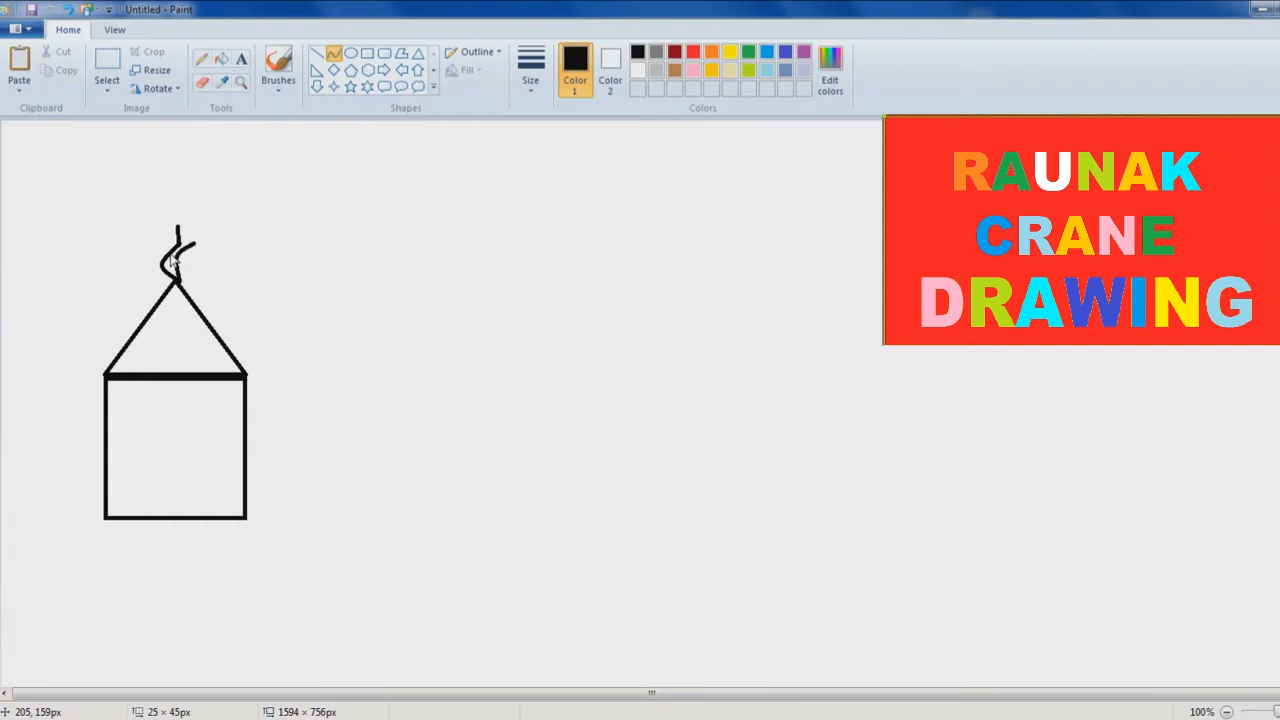 Untitled - Paint
Home View
Paste
Cut
Copy
Clipboard
Select
Crop
Resize
Rotate
Image
A
Tools
Brushes
Shapes
Outline
Fill
Size
Color
1
Color
2
Edit
colors
Colors
RAUNAK
CRANE
DRAWING
205, 159px
25 × 45px
1594 × 756px
100%